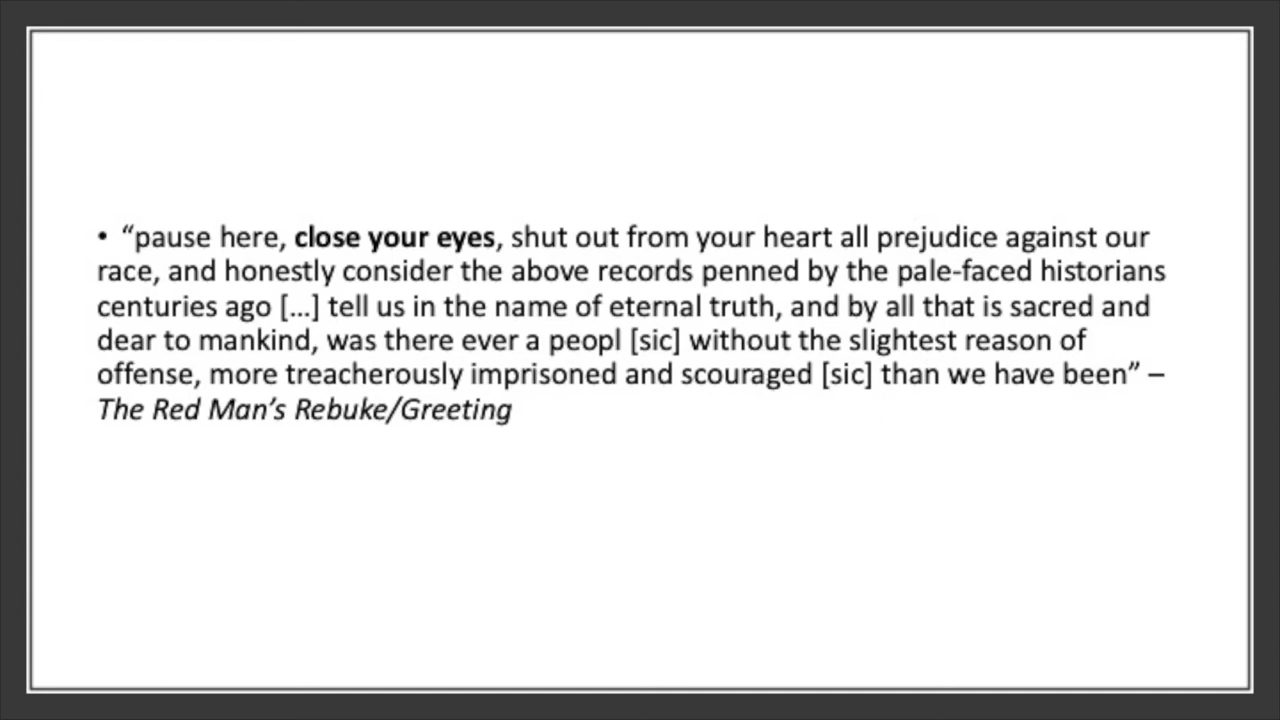 • “pause here, close your eyes, shut out from your heart all prejudice against our
race, and honestly consider the above records penned by the pale-faced historians
centuries ago […] tell us in the name of eternal truth, and by all that is sacred and
dear to mankind, was there ever a peopl [sic] without the slightest reason of
offense, more treacherously imprisoned and scouraged [sic] than we have been” –
The Red Man’s Rebuke/Greeting